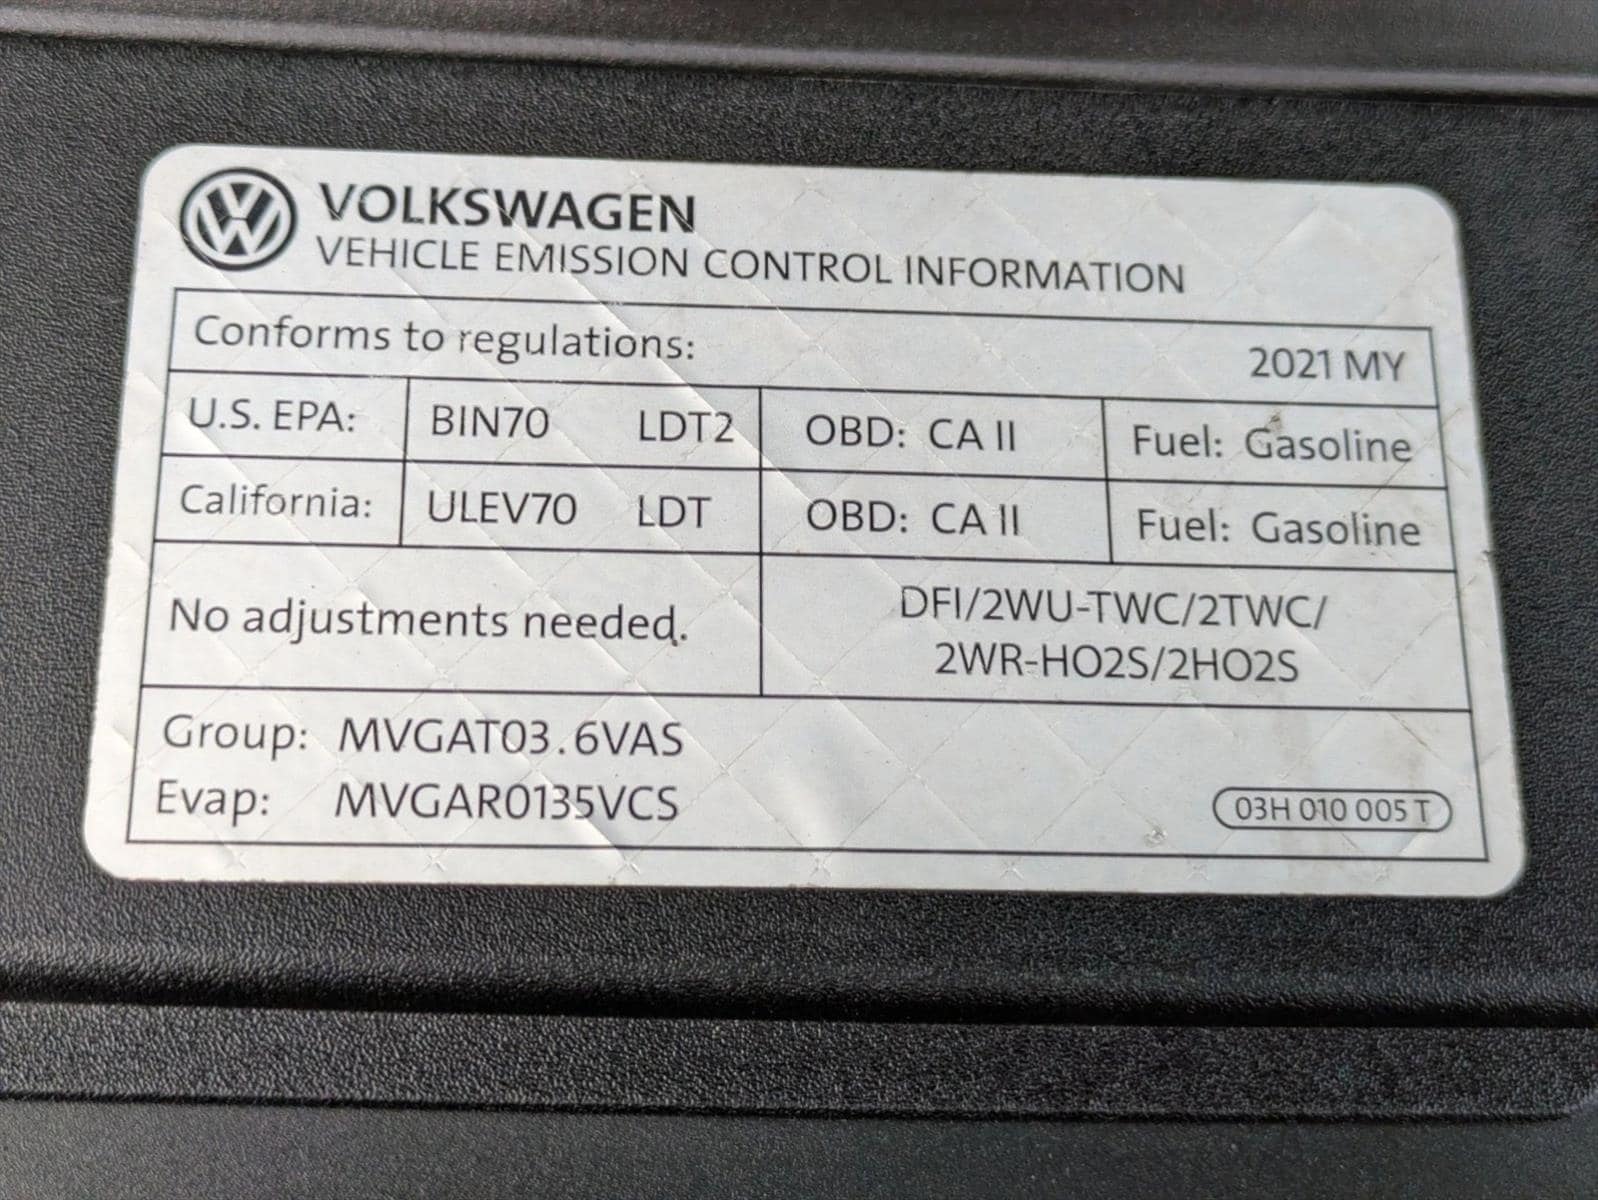 VOLKSWAGEN
VEHICLE EMISSION CONTROL INFORMATION
Conforms to regulations: 2021 MY
U.S. EPA: BIN70 LDT2 OBD: CA II Fuel: Gasoline
California: ULEV70 LDT OBD: CA II Fuel: Gasoline
No adjustments needed.
DFI/2WU-TWC/2TWC/
2WR-HO2S/2HO2S
Group: MVGAT03.6VAS
Evap: MVGAR0135VCS
03H 010 005 T